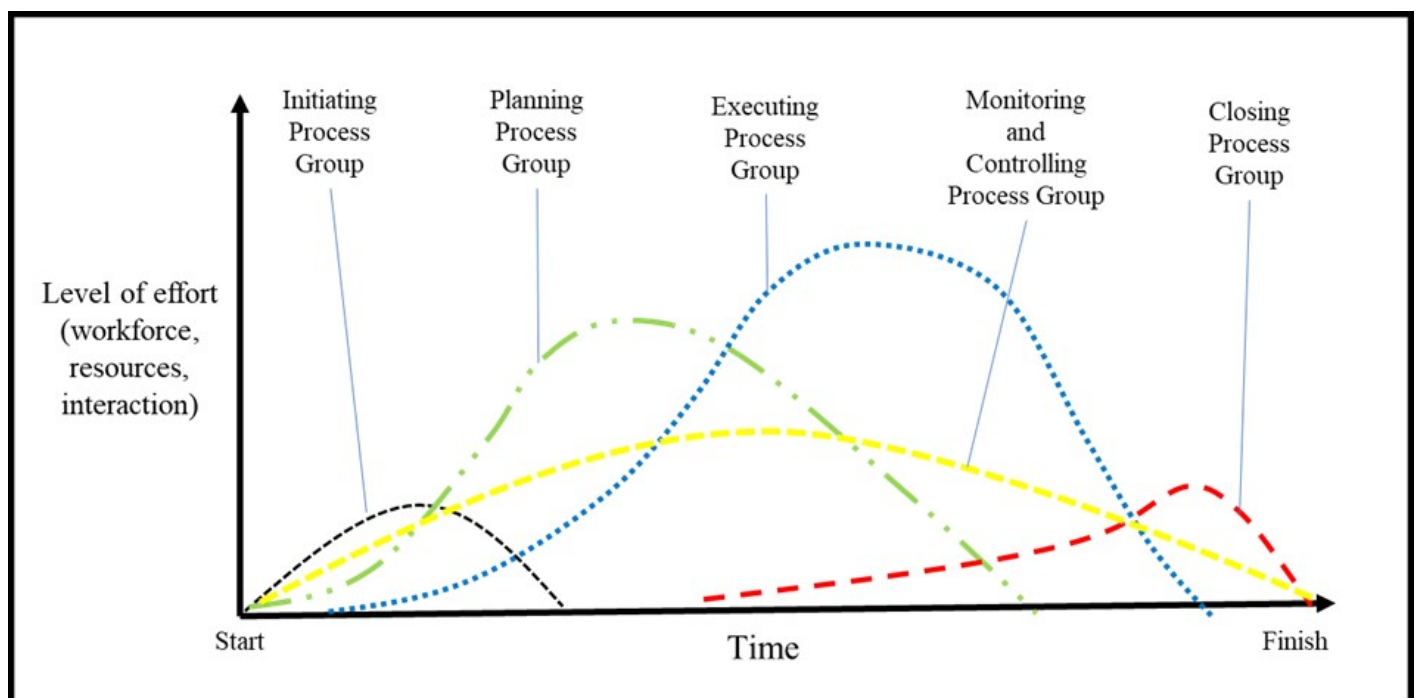 Initiating
Process
Group
Planning
Process
Group
Executing
Process
Group
Monitoring
and
Controlling
Process Group
Closing
Process
Group
Level of effort
(workforce,
resources,
interaction)
Start
Time
Finish